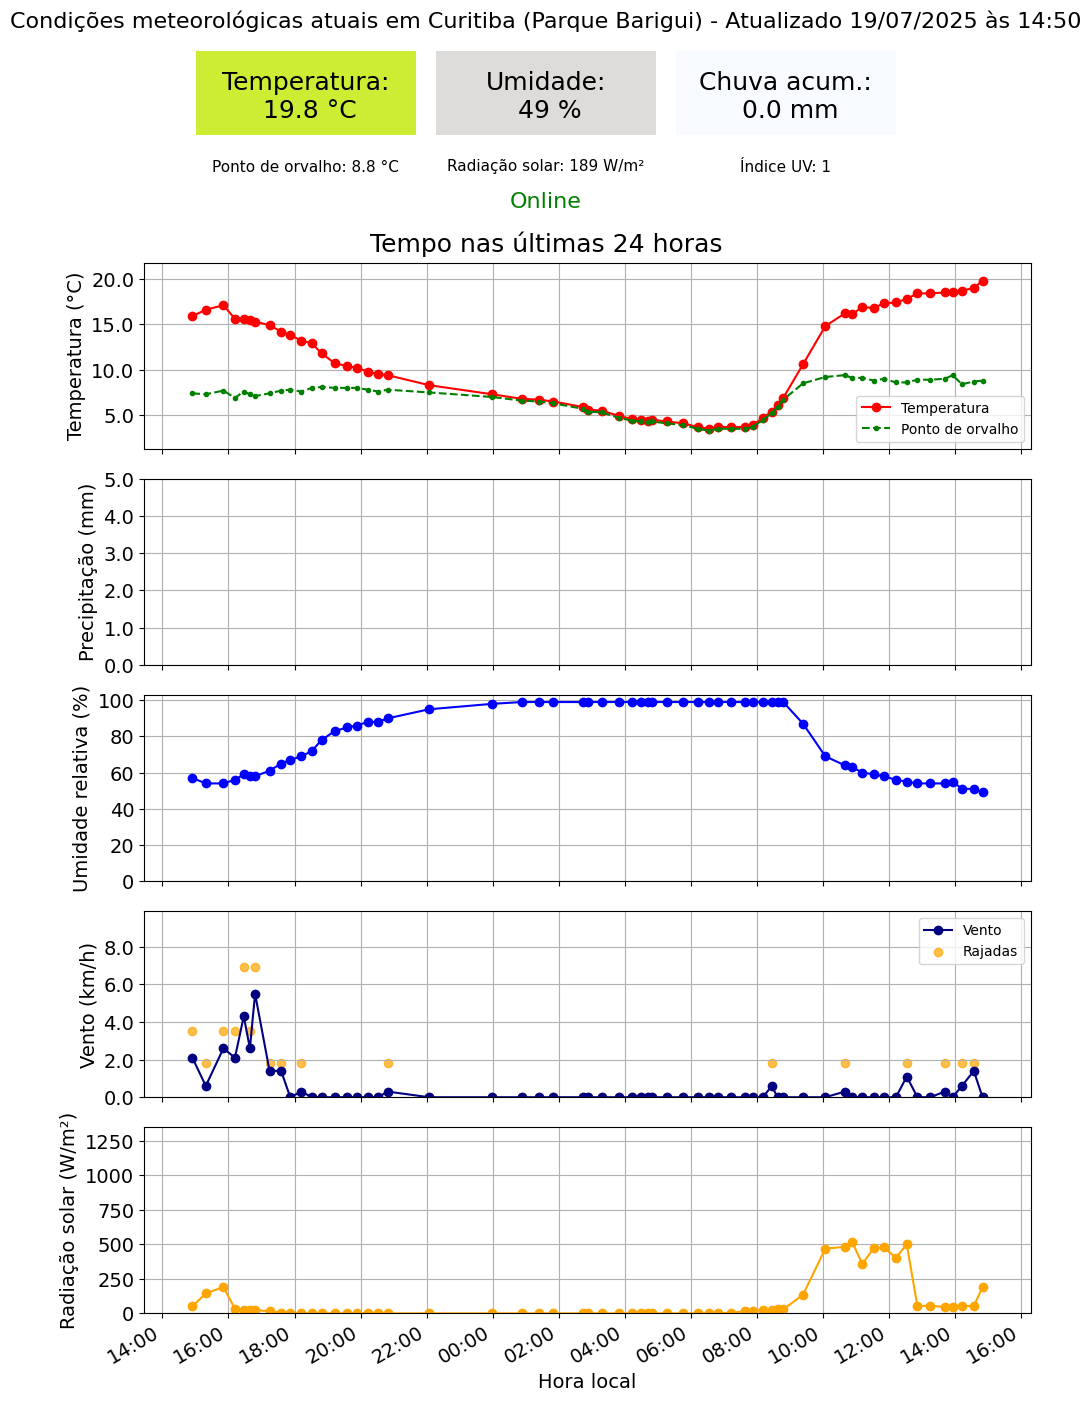 Condições meteorológicas atuais em Curitiba (Parque Barigui) - Atualizado 19/07/2025 às 14:50
Temperatura:
19.8 °C
Umidade:
49 %
Chuva acum.:
0.0 mm
Ponto de orvalho: 8.8 °C
Radiação solar: 189 W/m²
Índice UV: 1
Online
Tempo nas últimas 24 horas
Temperatura (°C)
20.0
15.0
10.0
5.0
Temperatura
Ponto de orvalho
Precipitação (mm)
5.0
4.0
3.0
2.0
1.0
0.0
Umidade relativa (%)
100
80
60
40
20
0
Vento (km/h)
8.0
6.0
4.0
2.0
0.0
Vento
Rajadas
Radiação solar (W/m²)
1250
1000
750
500
250
0
14:00
16:00
18:00
20:00
22:00
00:00
02:00
04:00
06:00
08:00
10:00
12:00
14:00
16:00
Hora local